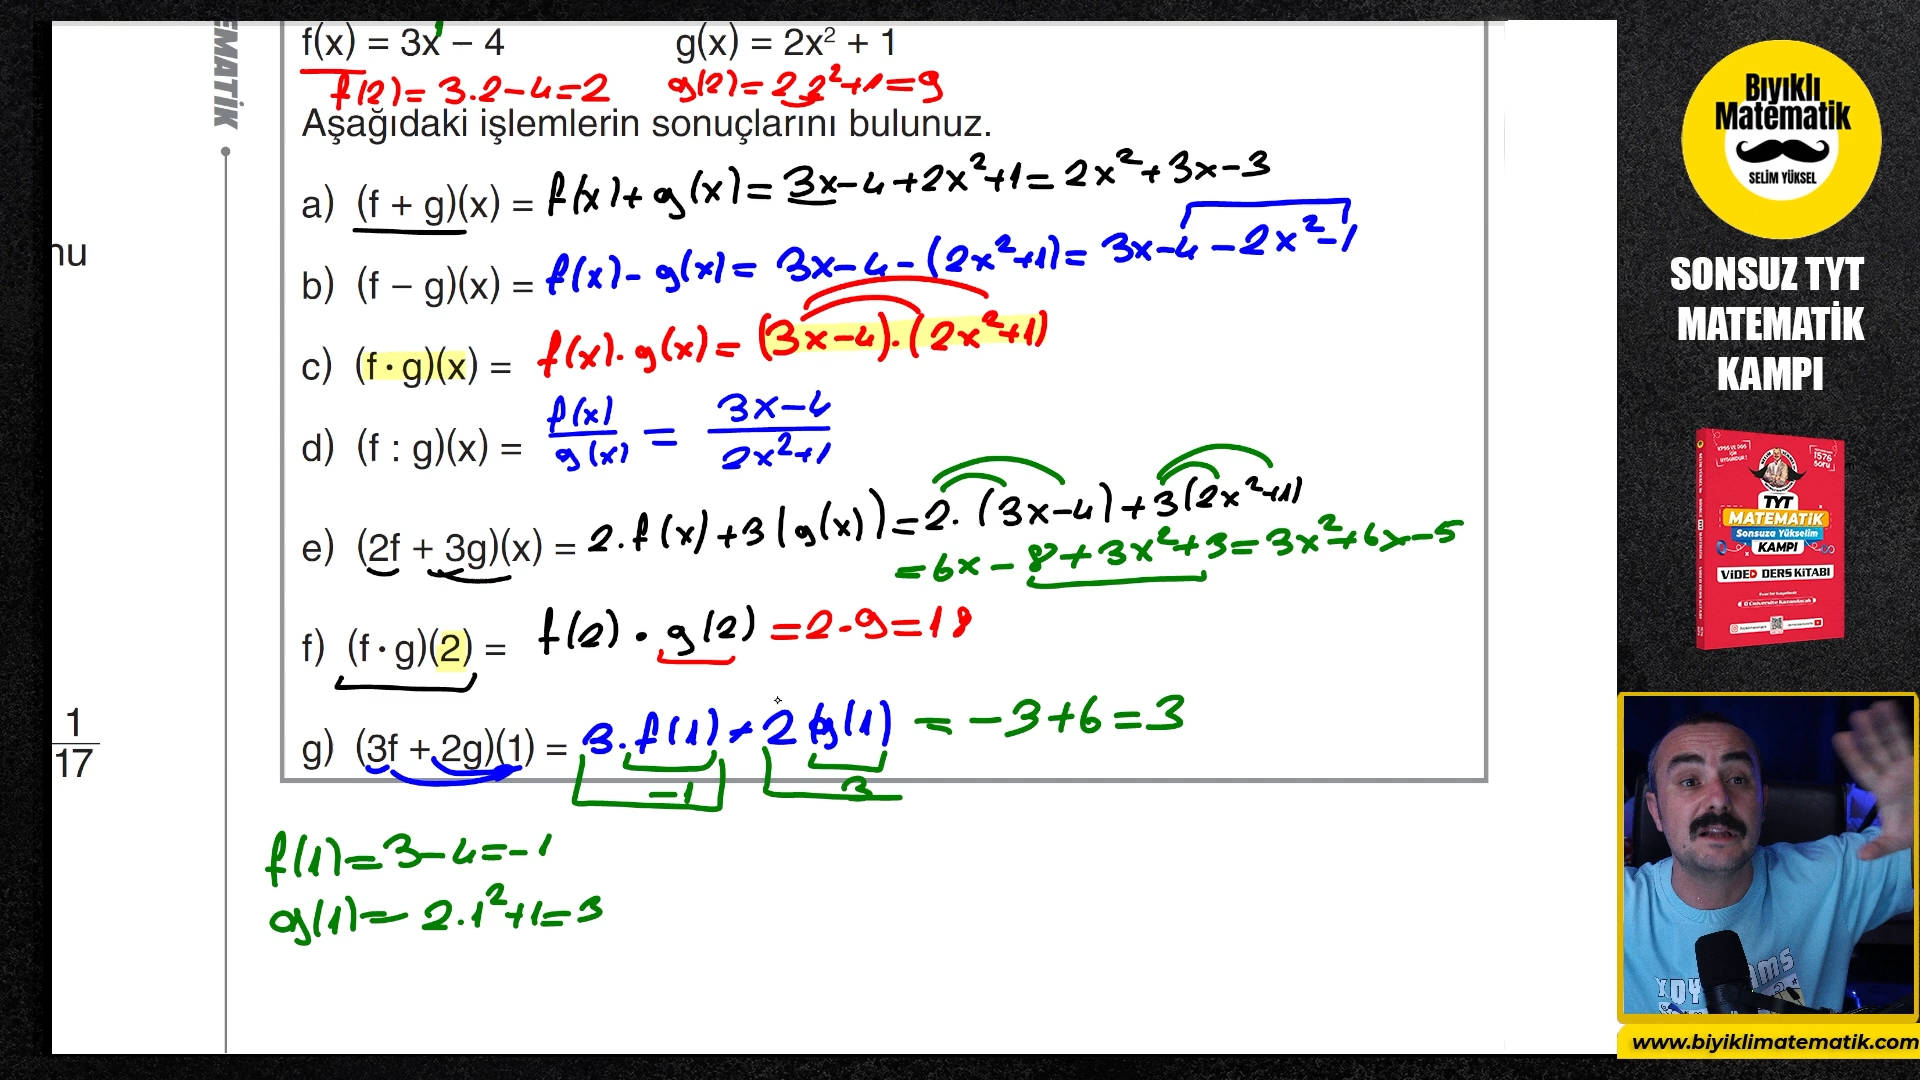 EMATİK
f(x) = 3x − 4
g(x) = 2x² + 1
f(2) = 3.2−4=2
g(2) = 2.2²+1=9
Aşağıdaki işlemlerin sonuçlarını bulunuz.
a) (f + g)(x) = f(x)+g(x)= 3x−4+2x²+1= 2x²+3x−3
b) (f − g)(x) = f(x)−g(x)= 3x−4−(2x²+1)= 3x−4−2x²−1
c) (f · g)(x) = f(x).g(x)= (3x−4).(2x²+1)
d) (f : g)(x) = f(x)/g(x) = 3x−4/2x²+1
e) (2f + 3g)(x) = 2.f(x)+3(g(x))=2.(3x−4)+3(2x²+1)
=6x−8+3x²+3=3x²+6x−5
f) (f · g)(2) = f(2).g(2) =2.9=18
g) (3f + 2g)(1) = 3.f(1)+2(g(1) = −3+6=3
−1
3
f(1)=3−4=−1
g(1)= 2.1²+1=3
nu
1
17
Bıyıklı
Matematik
SELİM YÜKSEL
SONSUZ TYT
MATEMATİK
KAMPI
1576
Soru
TYT
MATEMATİK
Sonsuza Yükselim
KAMPI
VİDEO DERS KİTABI
www.biyiklimatematik.com